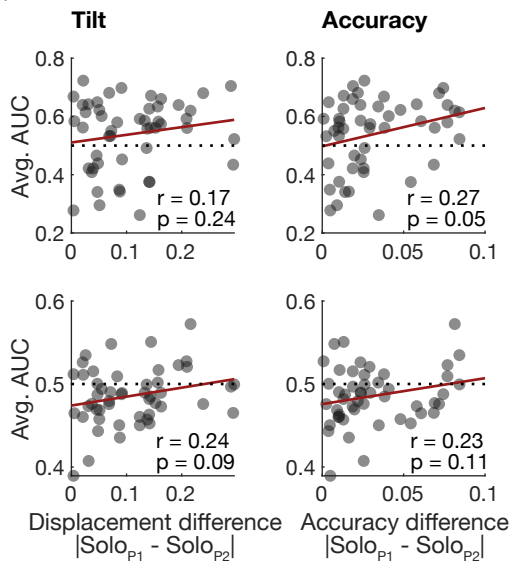 Tilt
Accuracy
0.8
0.6
0.4
0.2
Avg. AUC
r = 0.17
p = 0.24
0
0.1
0.2
0.8
0.6
0.4
0.2
r = 0.27
p = 0.05
0
0.05
0.1
0.6
0.5
0.4
Avg. AUC
r = 0.24
p = 0.09
0
0.1
0.2
Displacement difference
|Solo_P1 - Solo_P2|
0.6
0.5
0.4
r = 0.23
p = 0.11
0
0.05
0.1
Accuracy difference
|Solo_P1 - Solo_P2|